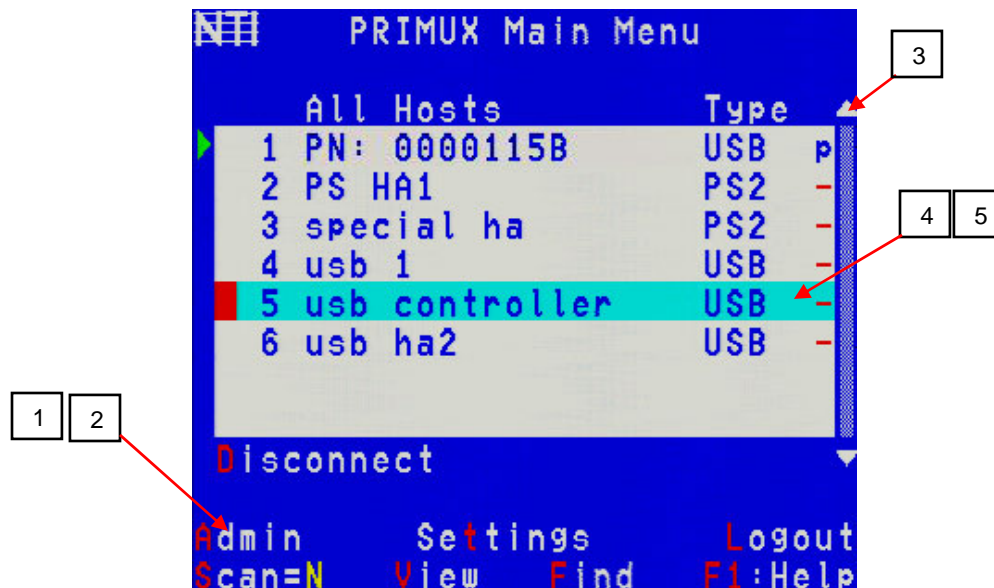 NTI PRIMUX Main Menu
3
All Hosts Type
1 PN: 0000115B USB p
2 PS HA1 PS2 -
3 special ha PS2 -
4 5
4 usb 1 USB -
5 usb controller USB -
6 usb ha2 USB -
1 2
Disconnect
Admin Settings Logout
Scan=N View Find F1:Help